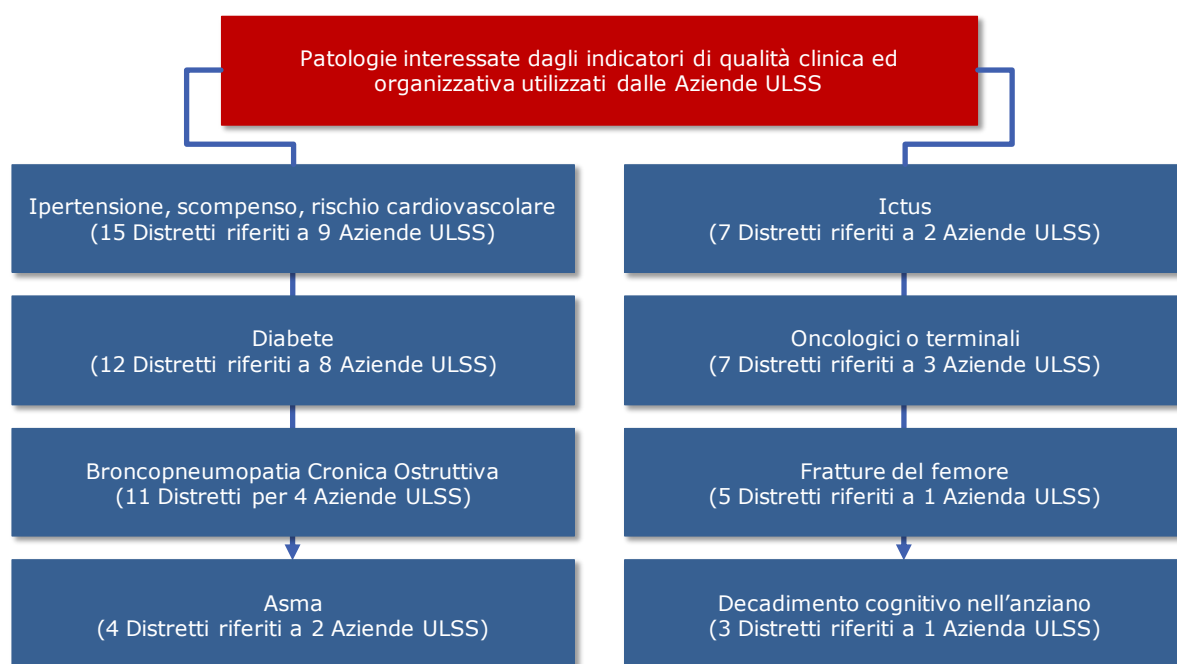 Patologie interessate dagli indicatori di qualità clinica ed
organizzativa utilizzati dalle Aziende ULSS
Ipertensione, scompenso, rischio cardiovascolare
(15 Distretti riferiti a 9 Aziende ULSS)
Diabete
(12 Distretti riferiti a 8 Aziende ULSS)
Broncopneumopatia Cronica Ostruttiva
(11 Distretti per 4 Aziende ULSS)
Asma
(4 Distretti riferiti a 2 Aziende ULSS)
Ictus
(7 Distretti riferiti a 2 Aziende ULSS)
Oncologici o terminali
(7 Distretti riferiti a 3 Aziende ULSS)
Fratture del femore
(5 Distretti riferiti a 1 Azienda ULSS)
Decadimento cognitivo nell'anziano
(3 Distretti riferiti a 1 Azienda ULSS)